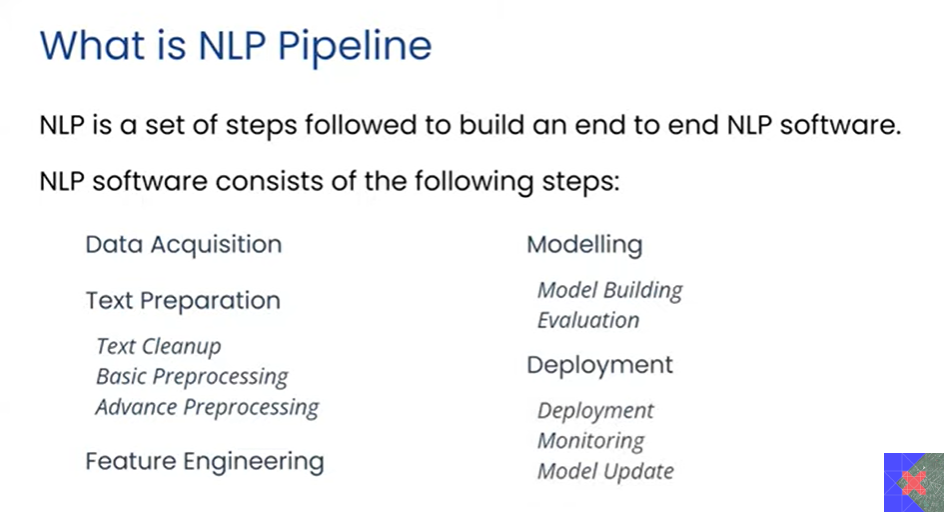 What is NLP Pipeline
NLP is a set of steps followed to build an end to end NLP software.
NLP software consists of the following steps:
Data Acquisition
Text Preparation
Text Cleanup
Basic Preprocessing
Advance Preprocessing
Feature Engineering
Modelling
Model Building
Evaluation
Deployment
Deployment
Monitoring
Model Update